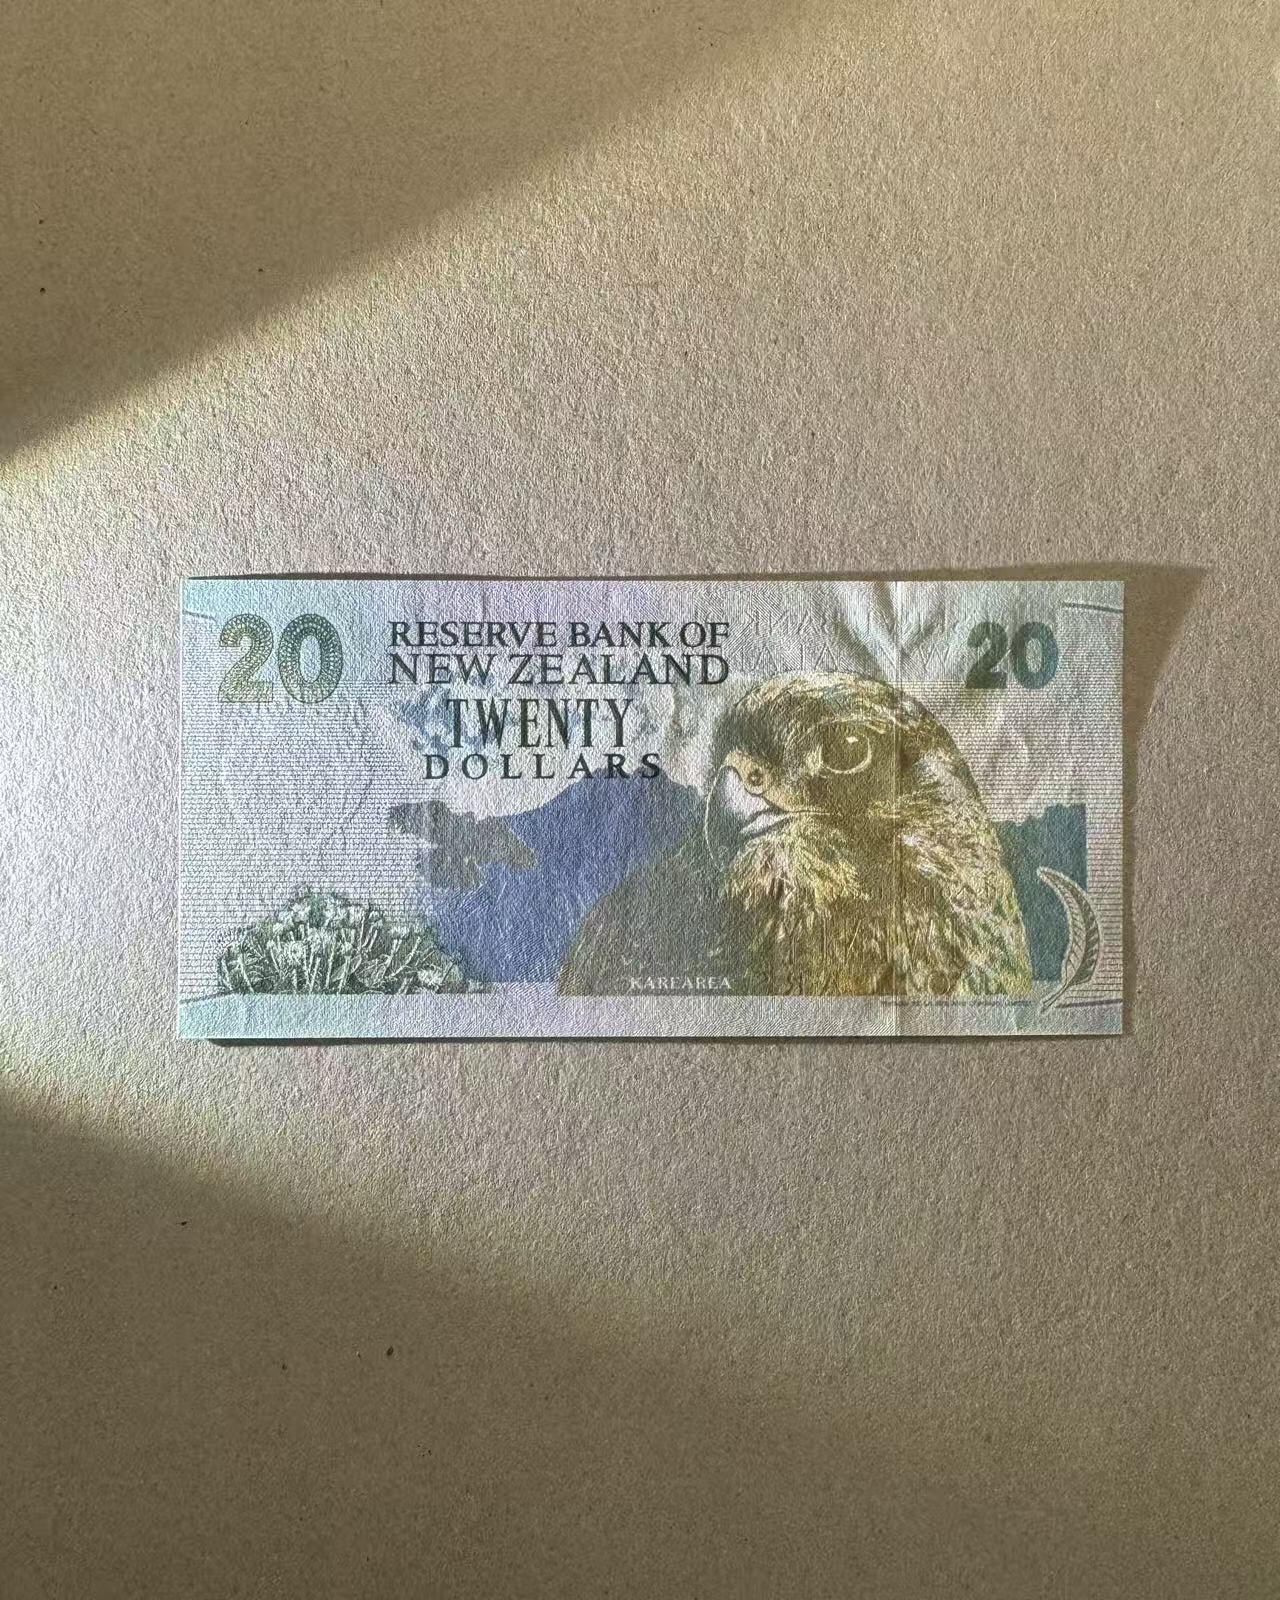 20
RESERVE BANK OF
NEW ZEALAND
TWENTY
DOLLARS
20
KAREAREA